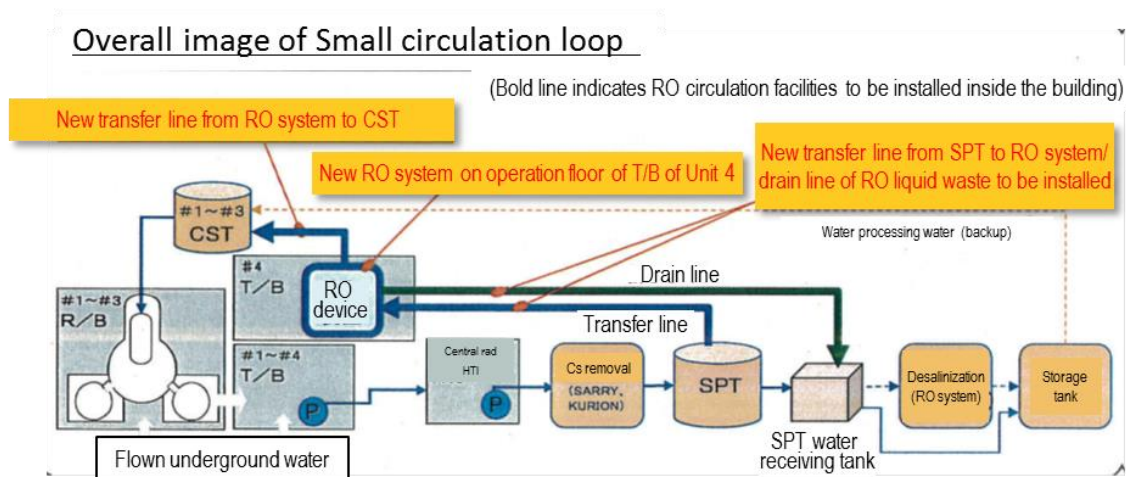 Overall image of Small circulation loop
(Bold line indicates RO circulation facilities to be installed inside the building)
New transfer line from RO system to CST
New RO system on operation floor of T/B of Unit 4
New transfer line from SPT to RO system/
drain line of RO liquid waste to be installed
#1~#3
CST
Water processing water (backup)
#4
T/B
RO
device
Drain line
Transfer line
#1~#3
R/B
#1~#4
T/B
P
Central rad
HTI
P
Cs removal
(SARRY,
KURION)
SPT
SPT water
receiving tank
Desalinization
(RO system)
Storage
tank
Flown underground water